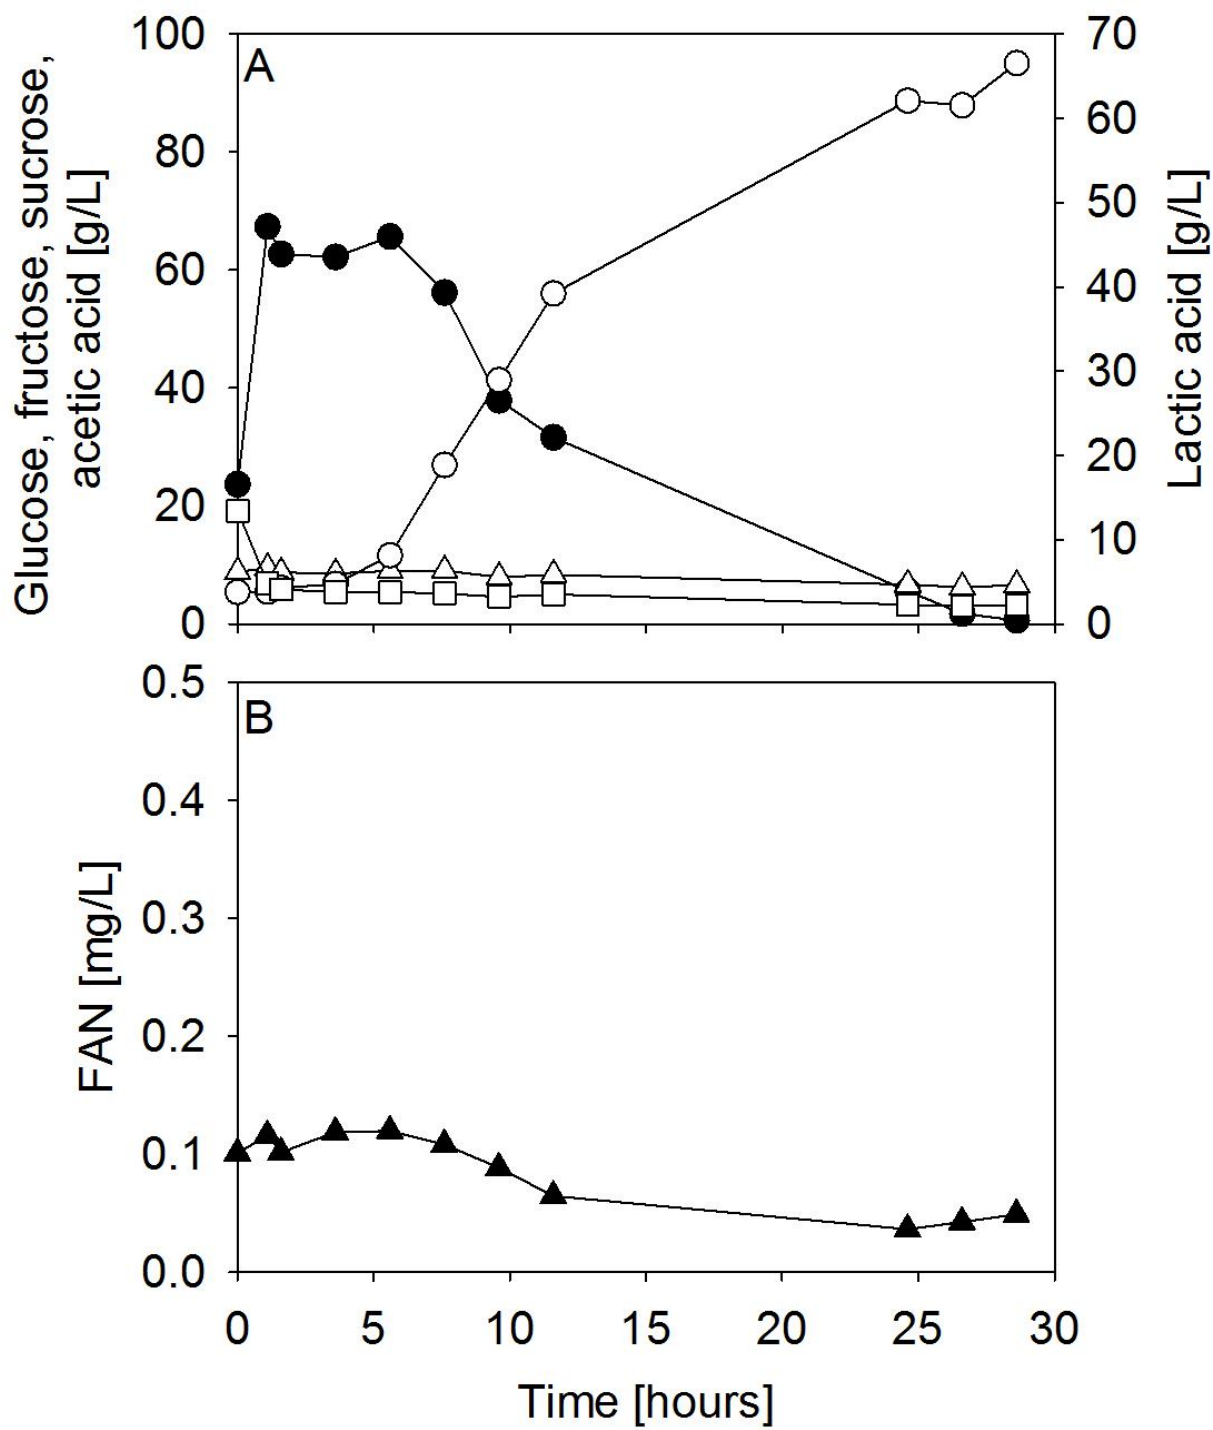 Glucose, fructose, sucrose,
acetic acid [g/L]
100
80
60
40
20
0
A
70
60
50
40
30
20
10
0
Lactic acid [g/L]
FAN [mg/L]
0.5
0.4
0.3
0.2
0.1
0.0
B
0 5 10 15 20 25 30
Time [hours]